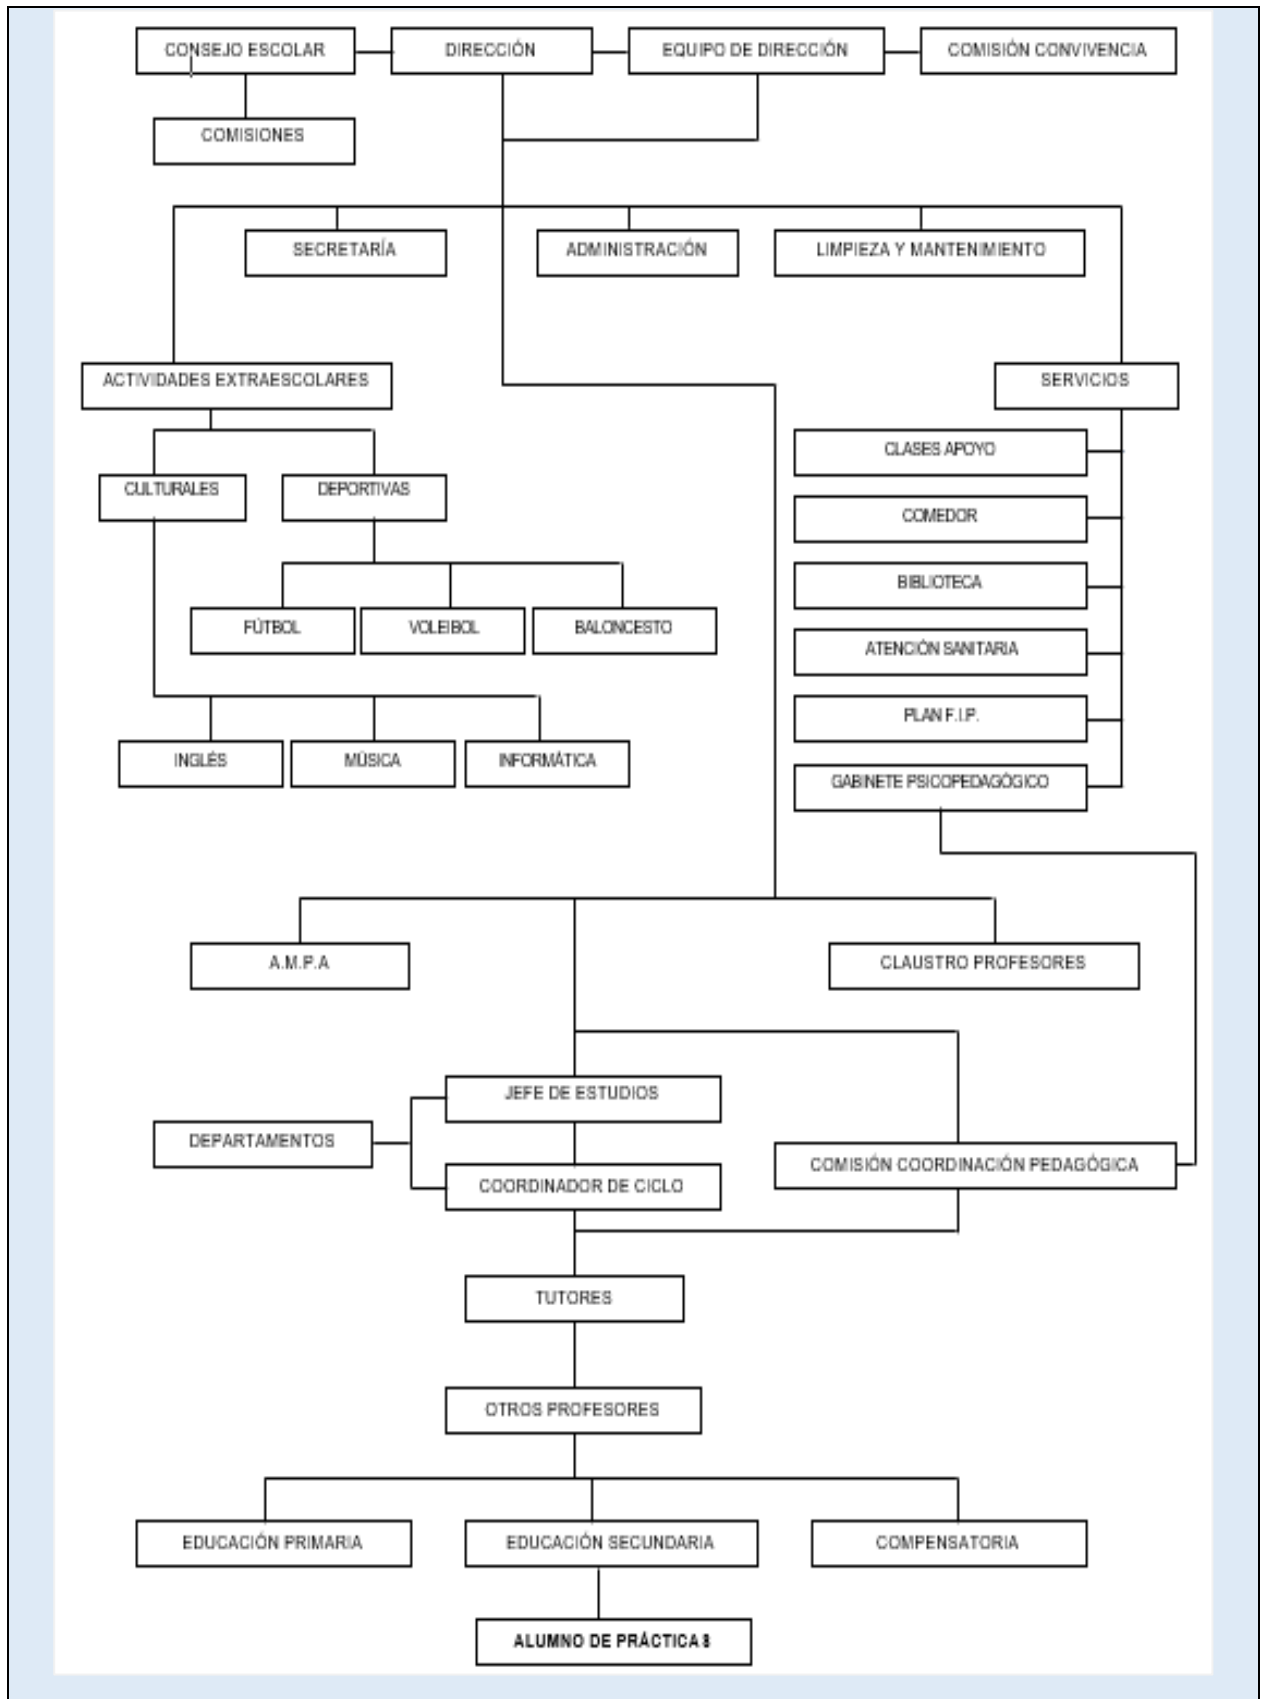 CONSEJO ESCOLAR
DIRECCIÓN
EQUIPO DE DIRECCIÓN
COMISIÓN CONVIVENCIA
COMISIONES
SECRETARÍA
ADMINISTRACIÓN
LIMPIEZA Y MANTENIMIENTO
ACTIVIDADES EXTRAESCOLARES
SERVICIOS
CLASES APOYO
CULTURALES
DEPORTIVAS
COMEDOR
BIBLIOTECA
FÚTBOL
VOLEIBOL
BALONCESTO
ATENCIÓN SANITARIA
PLAN F.I.P.
INGLÉS
MÚSICA
INFORMÁTICA
GABINETE PSICOPEDAGÓGICO
A.M.P.A
CLAUSTRO PROFESORES
JEFE DE ESTUDIOS
DEPARTAMENTOS
COMISIÓN COORDINACIÓN PEDAGÓGICA
COORDINADOR DE CICLO
TUTORES
OTROS PROFESORES
EDUCACIÓN PRIMARIA
EDUCACIÓN SECUNDARIA
COMPENSATORIA
ALUMNO DE PRÁCTICAS